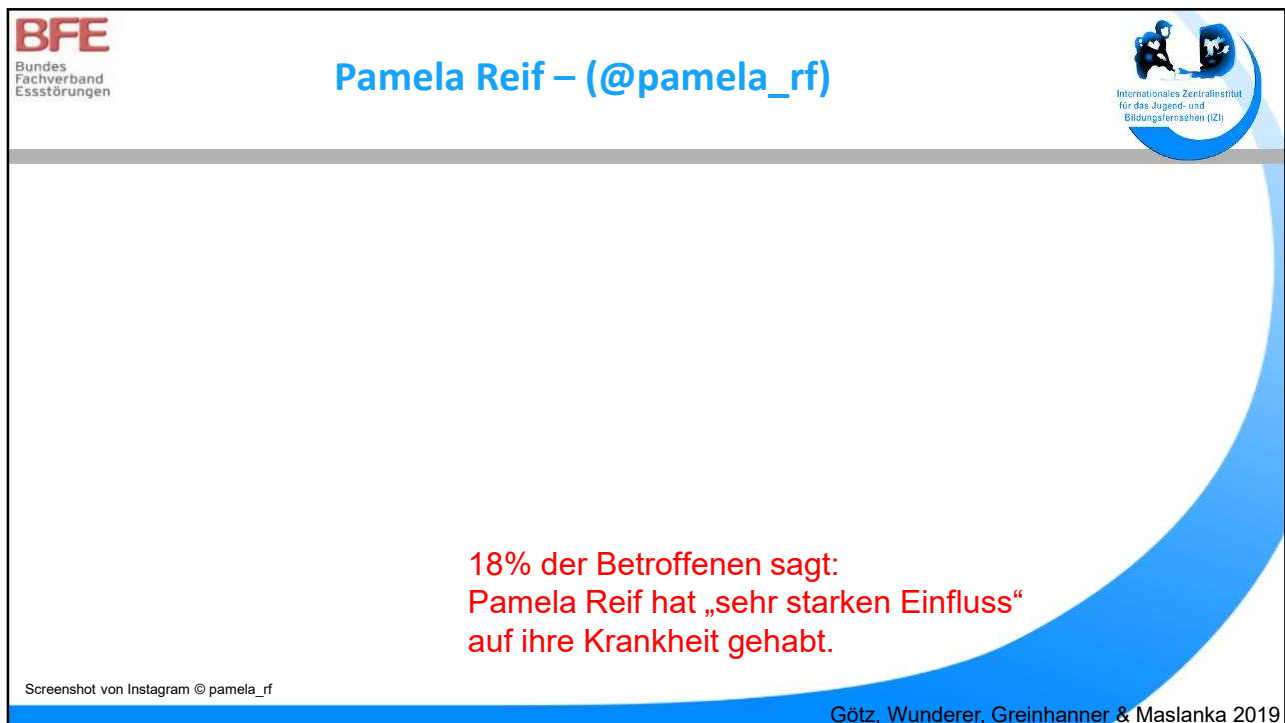 BFE
Bundes
Fachverband
Essstörungen
Pamela Reif – (@pamela_rf)
Internationales Zentralinstitut
für das Jugend- und
Bildungsfernsehen (IZI)
18% der Betroffenen sagt:
Pamela Reif hat „sehr starken Einfluss“
auf ihre Krankheit gehabt.
Screenshot von Instagram © pamela_rf
Götz, Wunderer, Greinhanner & Maslanka 2019